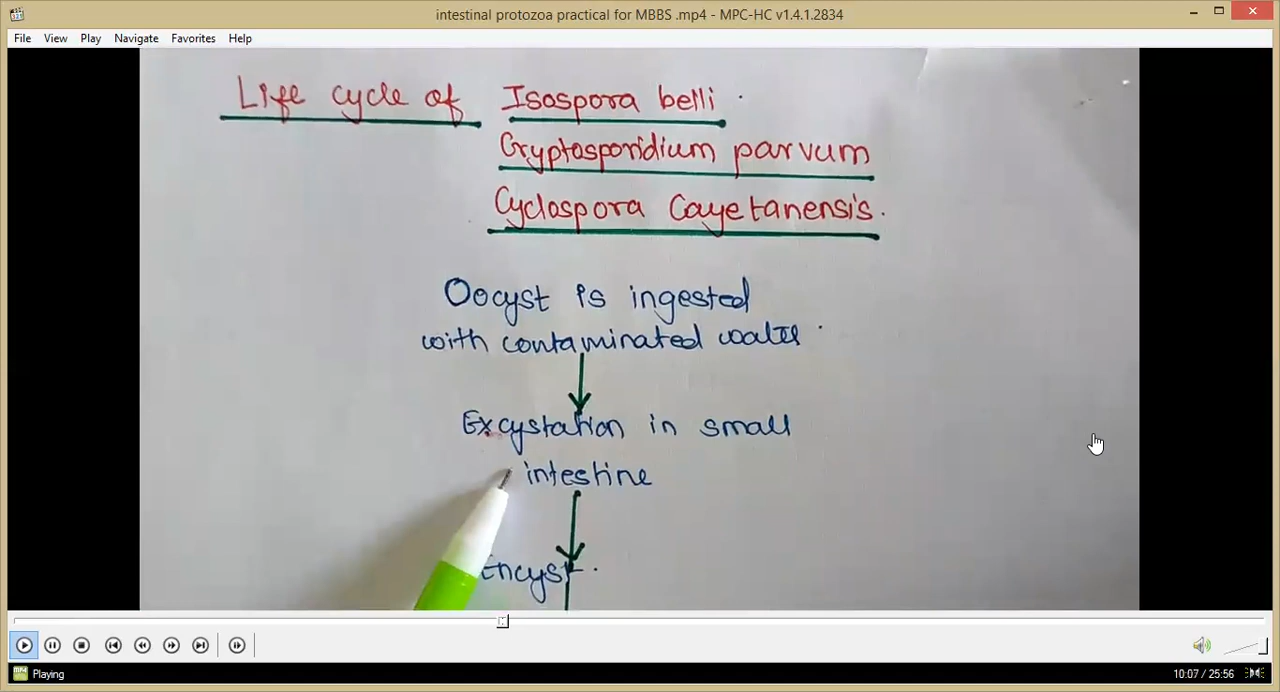 intestinal protozoa practical for MBBS .mp4 - MPC-HC v1.4.1.2834
File View Play Navigate Favorites Help
Life cycle of Isospora belli
Cryptosporidium parvum
Cyclospora Cayetanensis.
Oocyst is ingested
with contaminated water.
Excystation in small
intestine
Encyst.
Playing
10:07 / 25:56